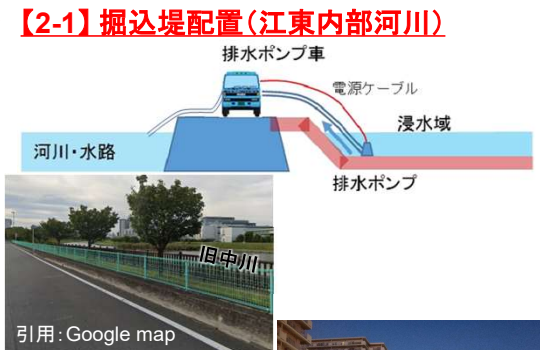 【2-1】掘込堤配置（江東内部河川）
排水ポンプ車
電源ケーブル
浸水域
河川・水路
排水ポンプ
旧中川
引用：Google map